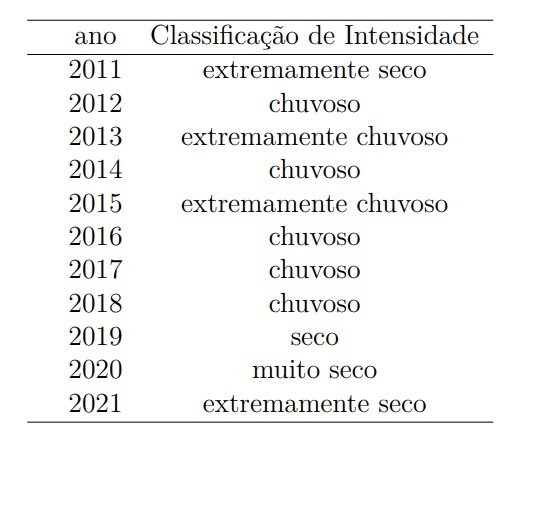 ano Classificação de Intensidade
2011 extremamente seco
2012 chuvoso
2013 extremamente chuvoso
2014 chuvoso
2015 extremamente chuvoso
2016 chuvoso
2017 chuvoso
2018 chuvoso
2019 seco
2020 muito seco
2021 extremamente seco